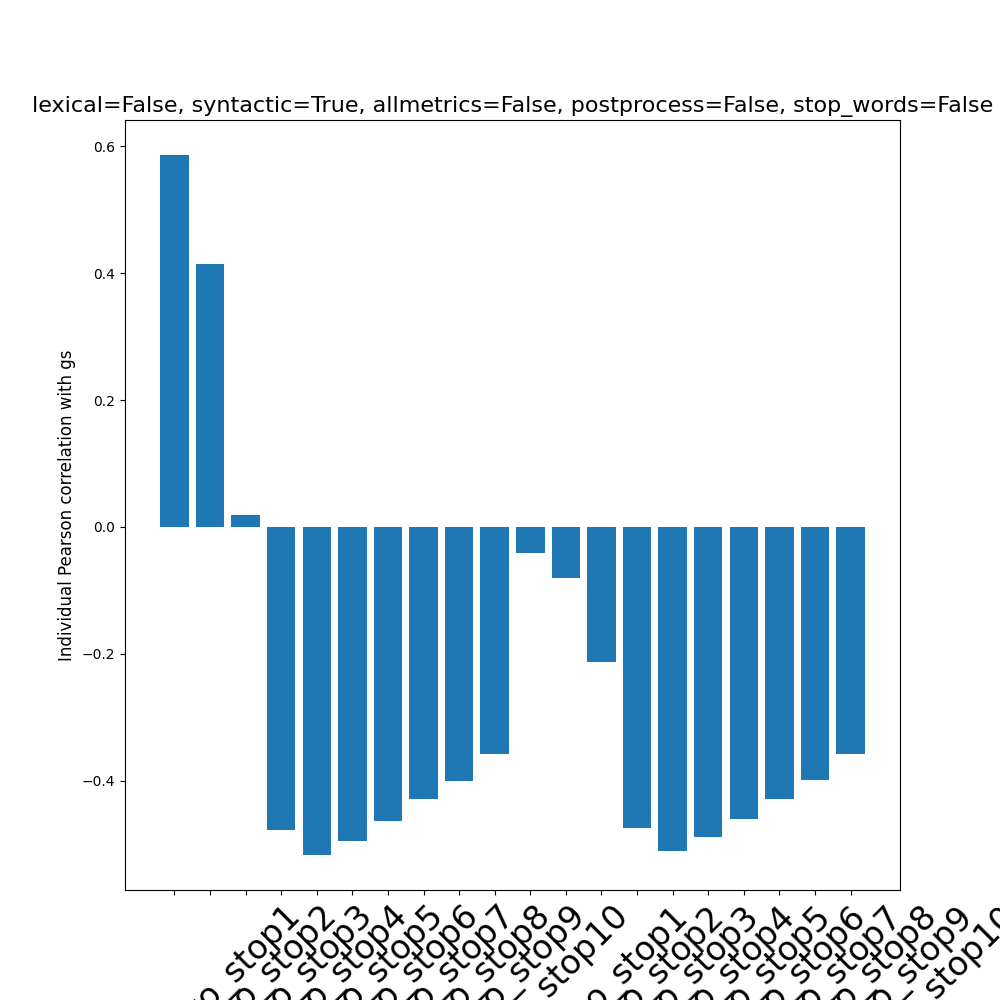 lexical=False, syntactic=True, allmetrics=False, postprocess=False, stop_words=False
Individual Pearson correlation with gs
0.6
0.4
0.2
0.0
−0.2
−0.4
stop1
stop2
stop3
stop4
stop5
stop6
stop7
stop8
stop9
stop10
stop1
stop2
stop3
stop4
stop5
stop6
stop7
stop8
stop9
stop10